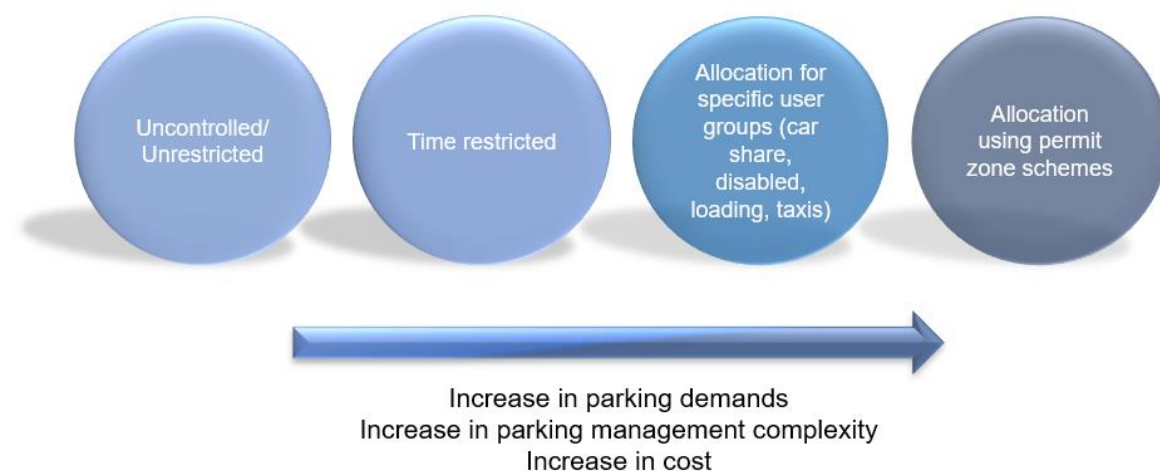 Uncontrolled/
Unrestricted
Time restricted
Allocation for
specific user
groups (car
share,
disabled,
loading, taxis)
Allocation
using permit
zone schemes
Increase in parking demands
Increase in parking management complexity
Increase in cost